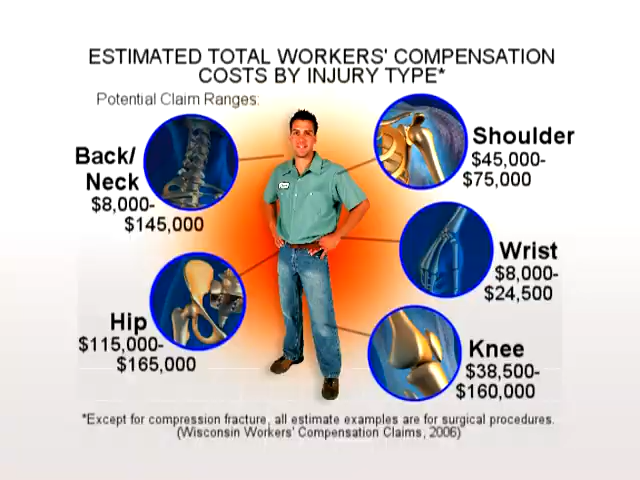 ESTIMATED TOTAL WORKERS' COMPENSATION
COSTS BY INJURY TYPE*
Potential Claim Ranges:
Back/
Neck
$8,000-
$145,000
Shoulder
$45,000-
$75,000
Wrist
$8,000-
$24,500
Hip
$115,000-
$165,000
Knee
$38,500-
$160,000
*Except for compression fracture, all estimate examples are for surgical procedures.
(Wisconsin Workers' Compensation Claims, 2006)